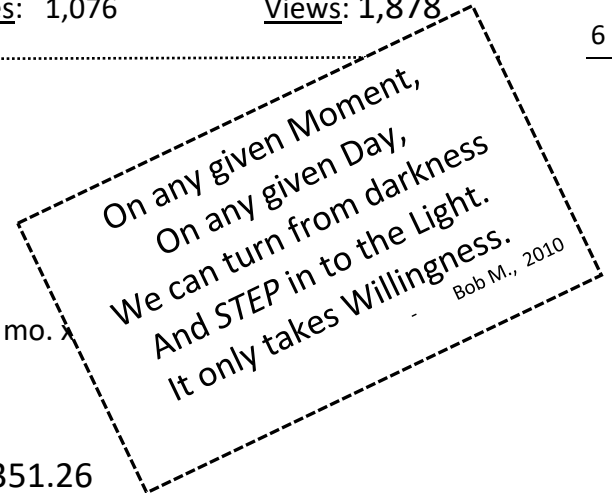 : 1,076 Views: 1,878
6
On any given Moment,
On any given Day,
We can turn from darkness
And STEP in to the Light.
It only takes Willingness.
- Bob M., 2010
mo. x
351.26